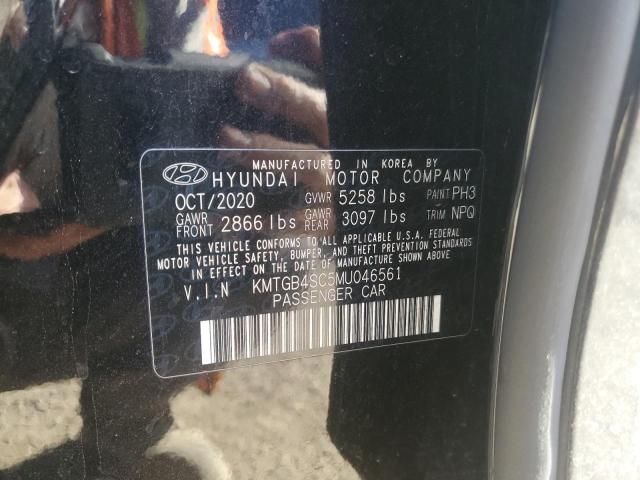 MANUFACTURED IN KOREA BY
HYUNDAI MOTOR COMPANY
OCT/2020 GVWR 5258 lbs PAINT PH3
GAWR FRONT 2866 lbs GAWR REAR 3097 lbs TRIM NPQ
THIS VEHICLE CONFORMS TO ALL APPLICABLE U.S.A. FEDERAL
MOTOR VEHICLE SAFETY, BUMPER, AND THEFT PREVENTION STANDARDS
IN EFFECT ON THE DATE OF MANUFACTURE SHOWN ABOVE.
V.I.N KMTGB4SC5MU046561
PASSENGER CAR